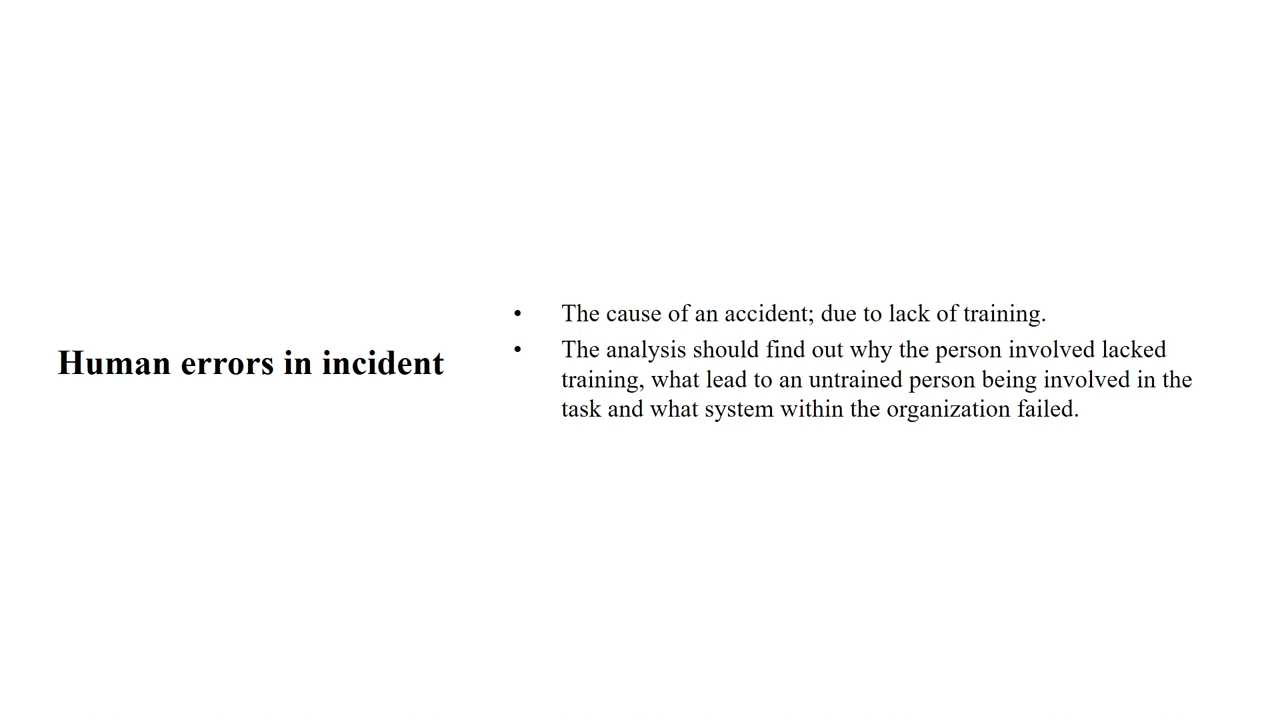 Human errors in incident
• The cause of an accident; due to lack of training.
• The analysis should find out why the person involved lacked
training, what lead to an untrained person being involved in the
task and what system within the organization failed.